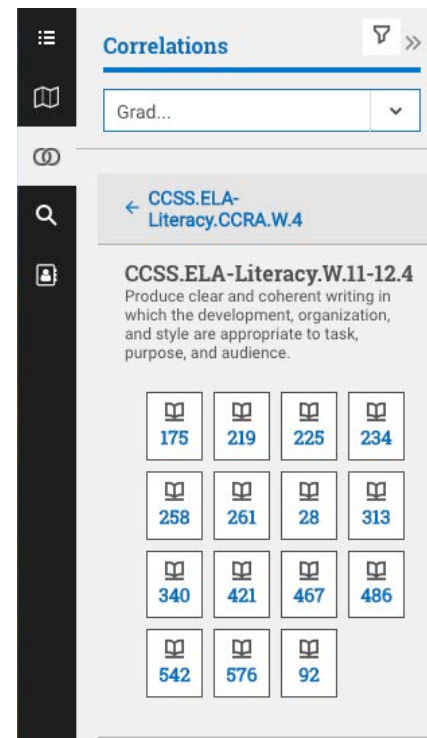 Correlations
Grad...
CCSS.ELA-
Literacy.CCRA.W.4
CCSS.ELA-Literacy.W.11-12.4
Produce clear and coherent writing in
which the development, organization,
and style are appropriate to task,
purpose, and audience.
175 219 225 234
258 261 28 313
340 421 467 486
542 576 92